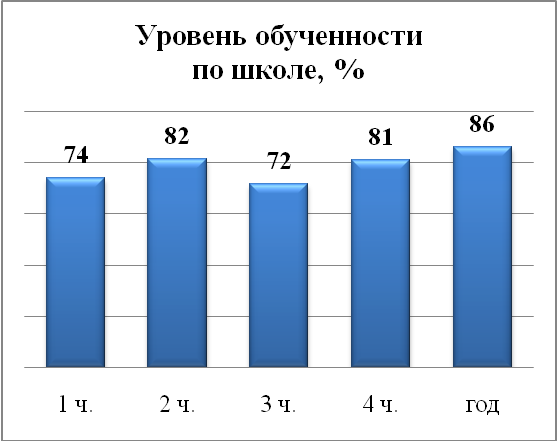 Уровень обученности
по школе, %
74
82
72
81
86
1 ч.
2 ч.
3 ч.
4 ч.
год